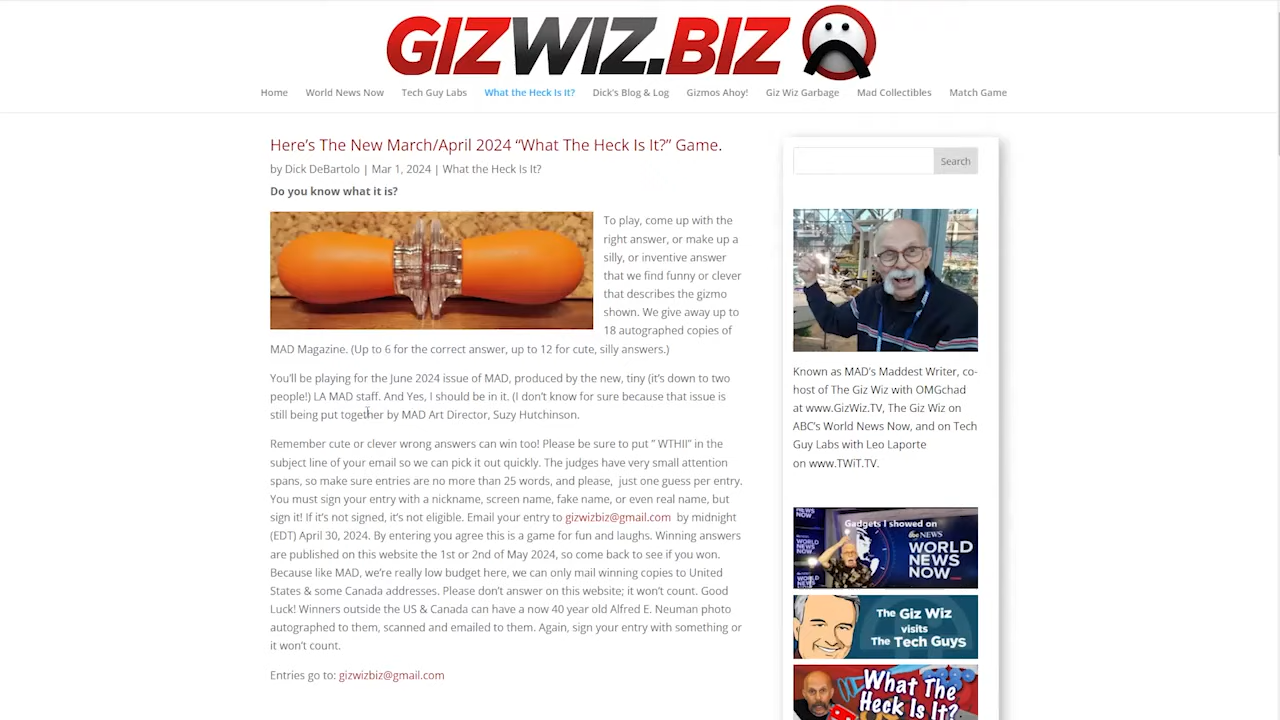 GIZWIZ.BIZ
Home World News Now Tech Guy Labs What the Heck Is It? Dick's Blog & Log Gizmos Ahoy! Giz Wiz Garbage Mad Collectibles Match Game
Here's The New March/April 2024 “What The Heck Is It?” Game.
by Dick DeBartolo | Mar 1, 2024 | What the Heck Is It?
Do you know what it is?
To play, come up with the
right answer, or make up a
silly, or inventive answer
that we find funny or clever
that describes the gizmo
shown. We give away up to
18 autographed copies of
MAD Magazine. (Up to 6 for the correct answer, up to 12 for cute, silly answers.)
You'll be playing for the June 2024 issue of MAD, produced by the new, tiny (it's down to two
people!) LA MAD staff. And Yes, I should be in it. (I don't know for sure because that issue is
still being put together by MAD Art Director, Suzy Hutchinson.
Remember cute or clever wrong answers can win too! Please be sure to put ” WTHII” in the
subject line of your email so we can pick it out quickly. The judges have very small attention
spans, so make sure entries are no more than 25 words, and please, just one guess per entry.
You must sign your entry with a nickname, screen name, fake name, or even real name, but
sign it! If it's not signed, it's not eligible. Email your entry to gizwizbiz@gmail.com by midnight
(EDT) April 30, 2024. By entering you agree this is a game for fun and laughs. Winning answers
are published on this website the 1st or 2nd of May 2024, so come back to see if you won.
Because like MAD, we're really low budget here, we can only mail winning copies to United
States & some Canada addresses. Please don't answer on this website; it won't count. Good
Luck! Winners outside the US & Canada can have a now 40 year old Alfred E. Neuman photo
autographed to them, scanned and emailed to them. Again, sign your entry with something or
it won't count.
Entries go to: gizwizbiz@gmail.com
Search
Known as MAD's Maddest Writer, co-
host of The Giz Wiz with OMGchad
at www.GizWiz.TV, The Giz Wiz on
ABC's World News Now, and on Tech
Guy Labs with Leo Laporte
on www.TWiT.TV.
Gadgets I showed on
abc NEWS
WORLD
NEWS
NOW
The Giz Wiz
visits
The Tech Guys
What The
Heck Is It?